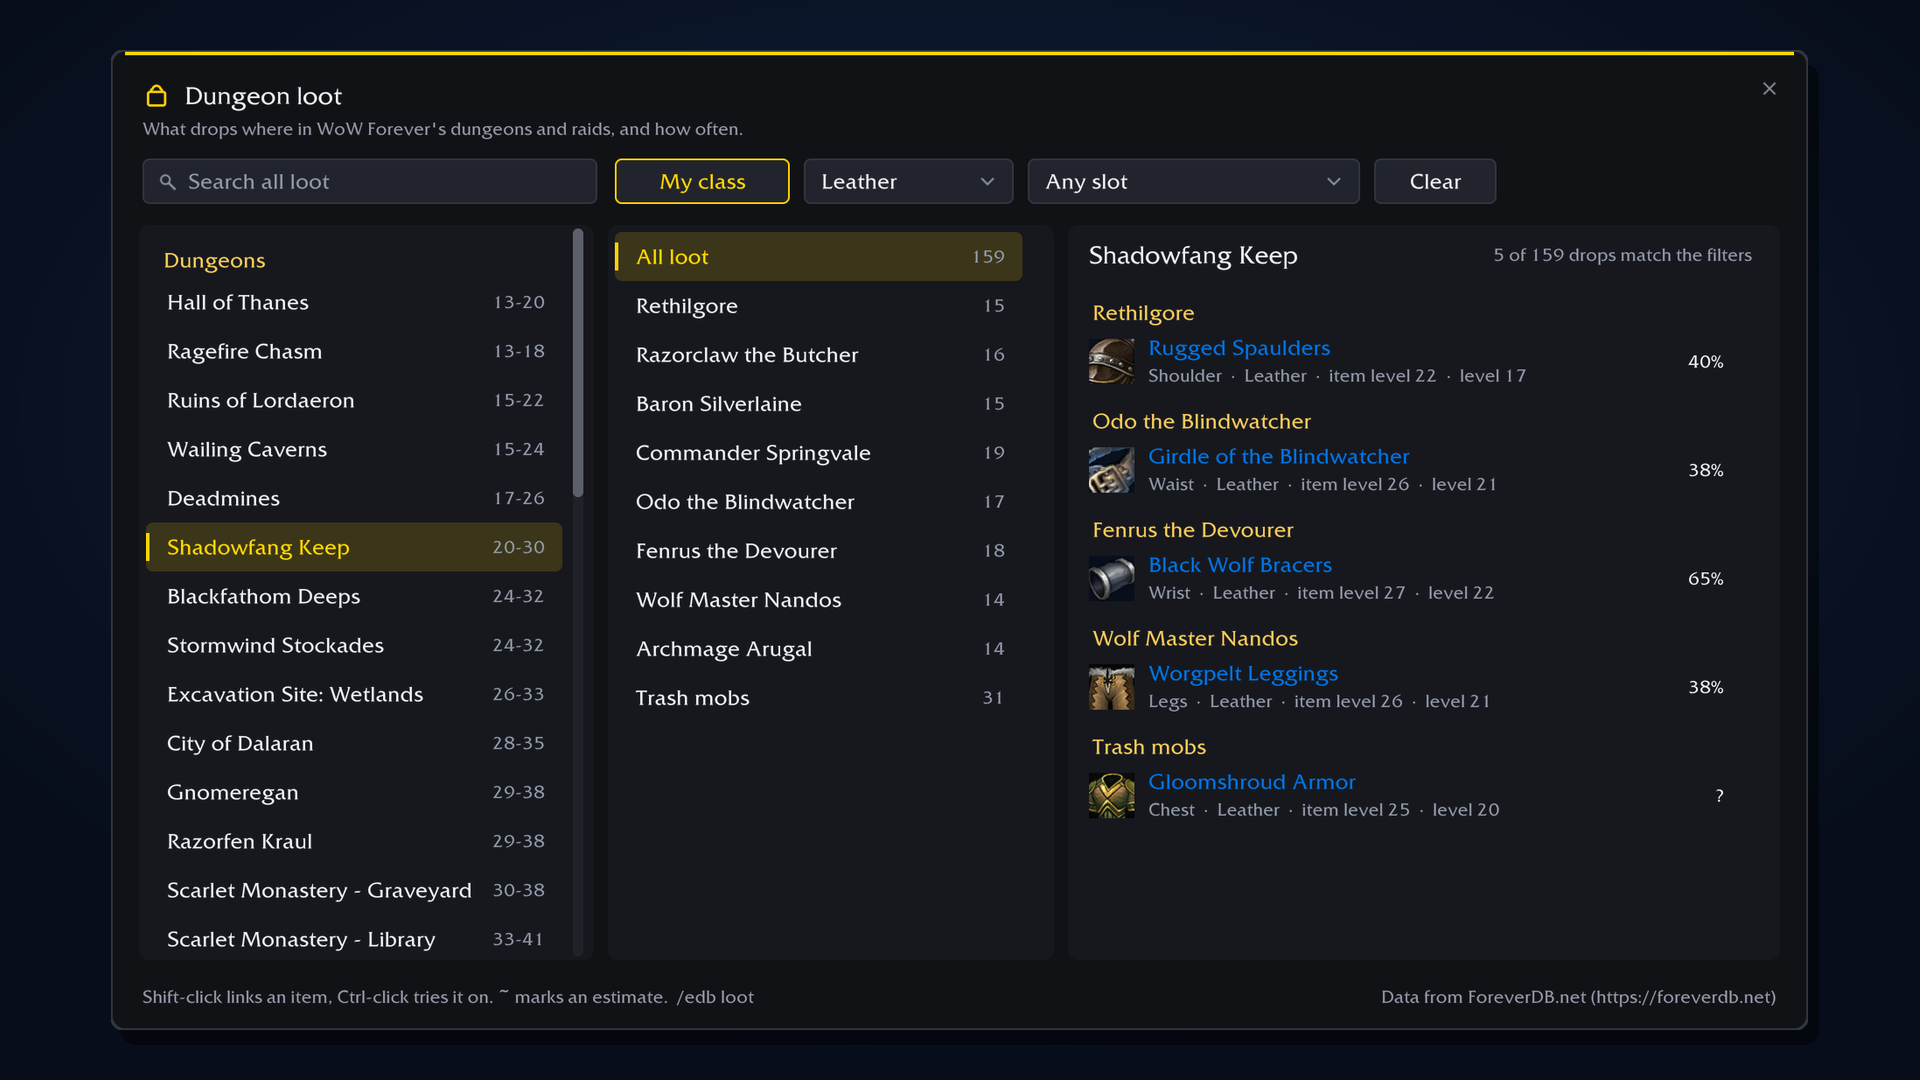 Dungeon loot
What drops where in WoW Forever's dungeons and raids, and how often.
Search all loot
My class
Leather
Any slot
Clear
Dungeons
Hall of Thanes 13-20
Ragefire Chasm 13-18
Ruins of Lordaeron 15-22
Wailing Caverns 15-24
Deadmines 17-26
Shadowfang Keep 20-30
Blackfathom Deeps 24-32
Stormwind Stockades 24-32
Excavation Site: Wetlands 26-33
City of Dalaran 28-35
Gnomeregan 29-38
Razorfen Kraul 29-38
Scarlet Monastery - Graveyard 30-38
Scarlet Monastery - Library 33-41
All loot 159
Rethilgore 15
Razorclaw the Butcher 16
Baron Silverlaine 15
Commander Springvale 19
Odo the Blindwatcher 17
Fenrus the Devourer 18
Wolf Master Nandos 14
Archmage Arugal 14
Trash mobs 31
Shadowfang Keep 5 of 159 drops match the filters
Rethilgore
Rugged Spaulders
Shoulder · Leather · item level 22 · level 17
40%
Odo the Blindwatcher
Girdle of the Blindwatcher
Waist · Leather · item level 26 · level 21
38%
Fenrus the Devourer
Black Wolf Bracers
Wrist · Leather · item level 27 · level 22
65%
Wolf Master Nandos
Worgpelt Leggings
Legs · Leather · item level 26 · level 21
38%
Trash mobs
Gloomshroud Armor
Chest · Leather · item level 25 · level 20
?
Shift-click links an item, Ctrl-click tries it on. ~ marks an estimate. /edb loot
Data from ForeverDB.net (https://foreverdb.net)